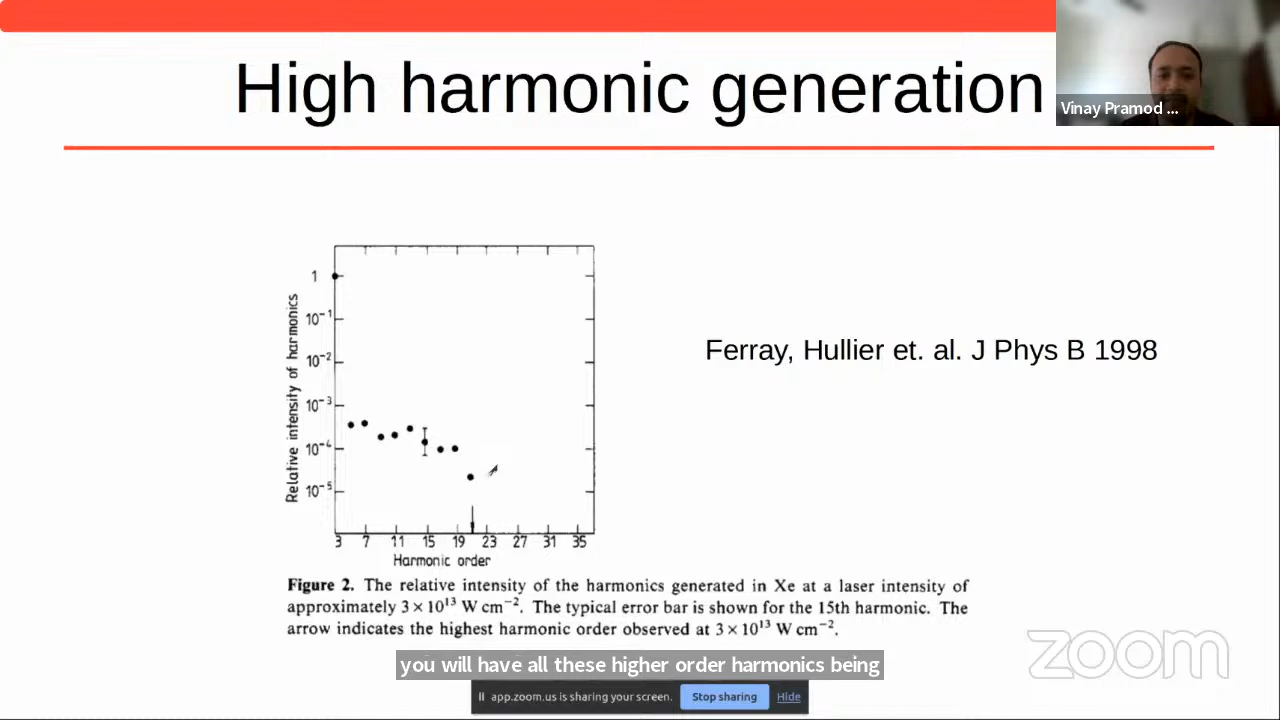 High harmonic generation
Vinay Pramod ...
Relative intensity of harmonics
1
10⁻¹
10⁻²
10⁻³
10⁻⁴
10⁻⁵
3 7 11 15 19 23 27 31 35
Harmonic order
Ferray, Hullier et. al. J Phys B 1998
Figure 2. The relative intensity of the harmonics generated in Xe at a laser intensity of
approximately 3 × 10¹³ W cm⁻². The typical error bar is shown for the 15th harmonic. The
arrow indicates the highest harmonic order observed at 3 × 10¹³ W cm⁻².
you will have all these higher order harmonics being
zoom
app.zoom.us is sharing your screen. Stop sharing Hide